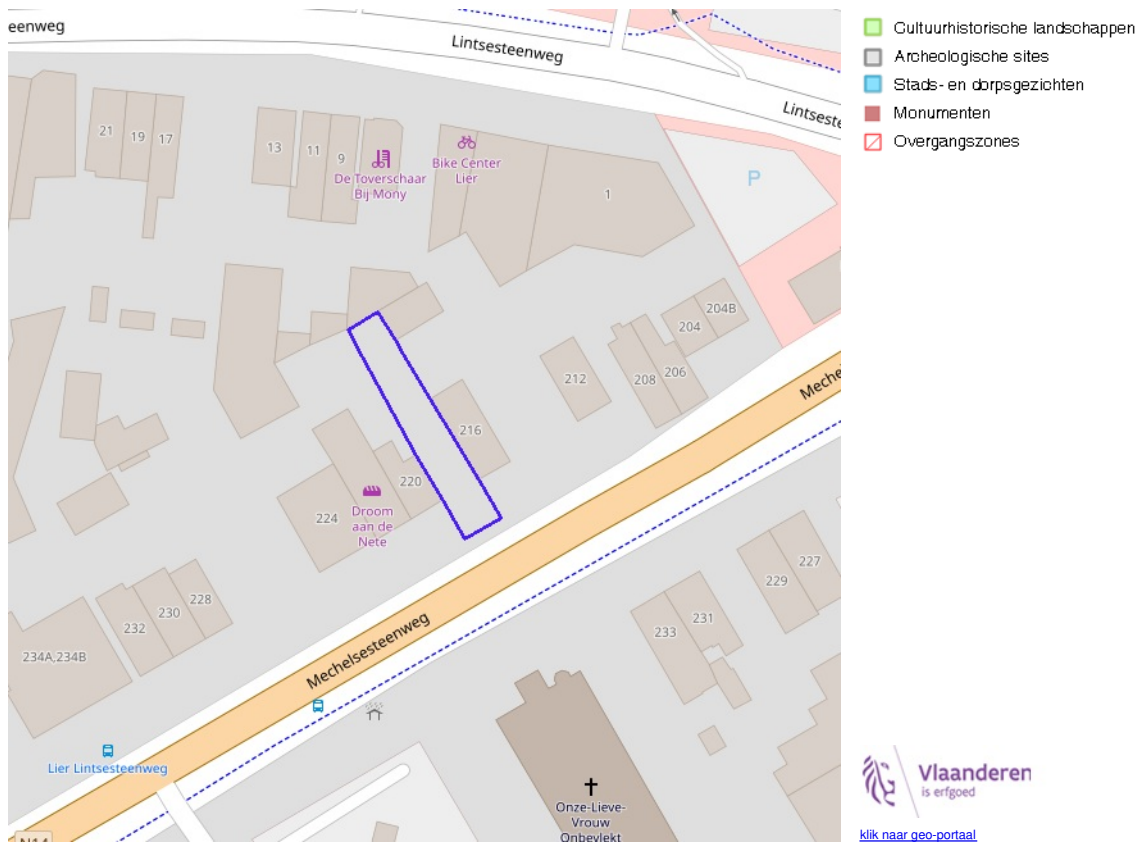 eenweg
Lintsesteenweg
Lintseste
21
19
17
13
11
9
De Toverschaar
Bij Mony
Bike Center
Lier
1
P
204B
204
206
208
212
216
220
224
Droom
aan de
Nete
228
230
232
234A,234B
Mechelsesteenweg
Mechel
227
229
231
233
Lier Lintsesteenweg
N14
Onze-Lieve-
Vrouw
Onbevlekt
Cultuurhistorische landschappen
Archeologische sites
Stads- en dorpsgezichten
Monumenten
Overgangszones
Vlaanderen
is erfgoed
klik naar geo-portaal